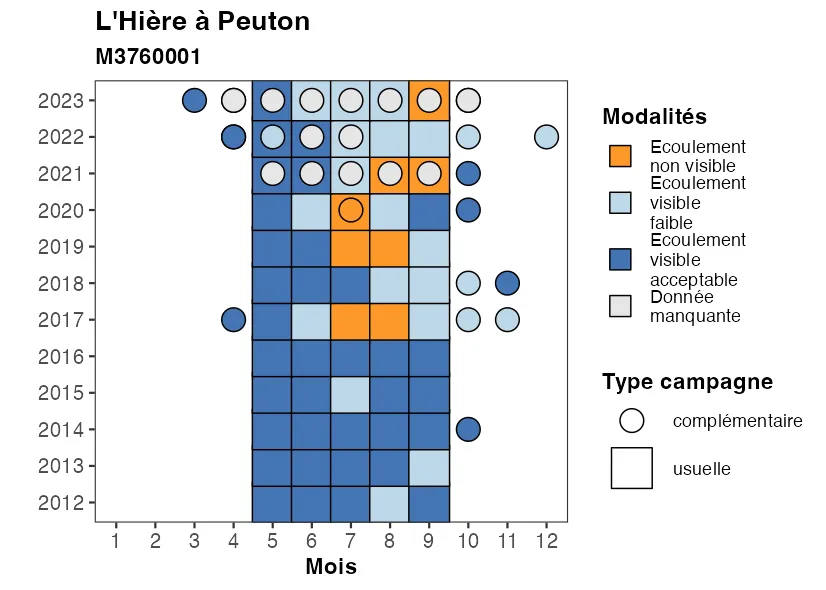 L'Hière à Peuton
M3760001
2023
2022
2021
2020
2019
2018
2017
2016
2015
2014
2013
2012
1 2 3 4 5 6 7 8 9 10 11 12
Mois
Modalités
Ecoulement
non visible
Ecoulement
visible
faible
Ecoulement
visible
acceptable
Donnée
manquante
Type campagne
complémentaire
usuelle